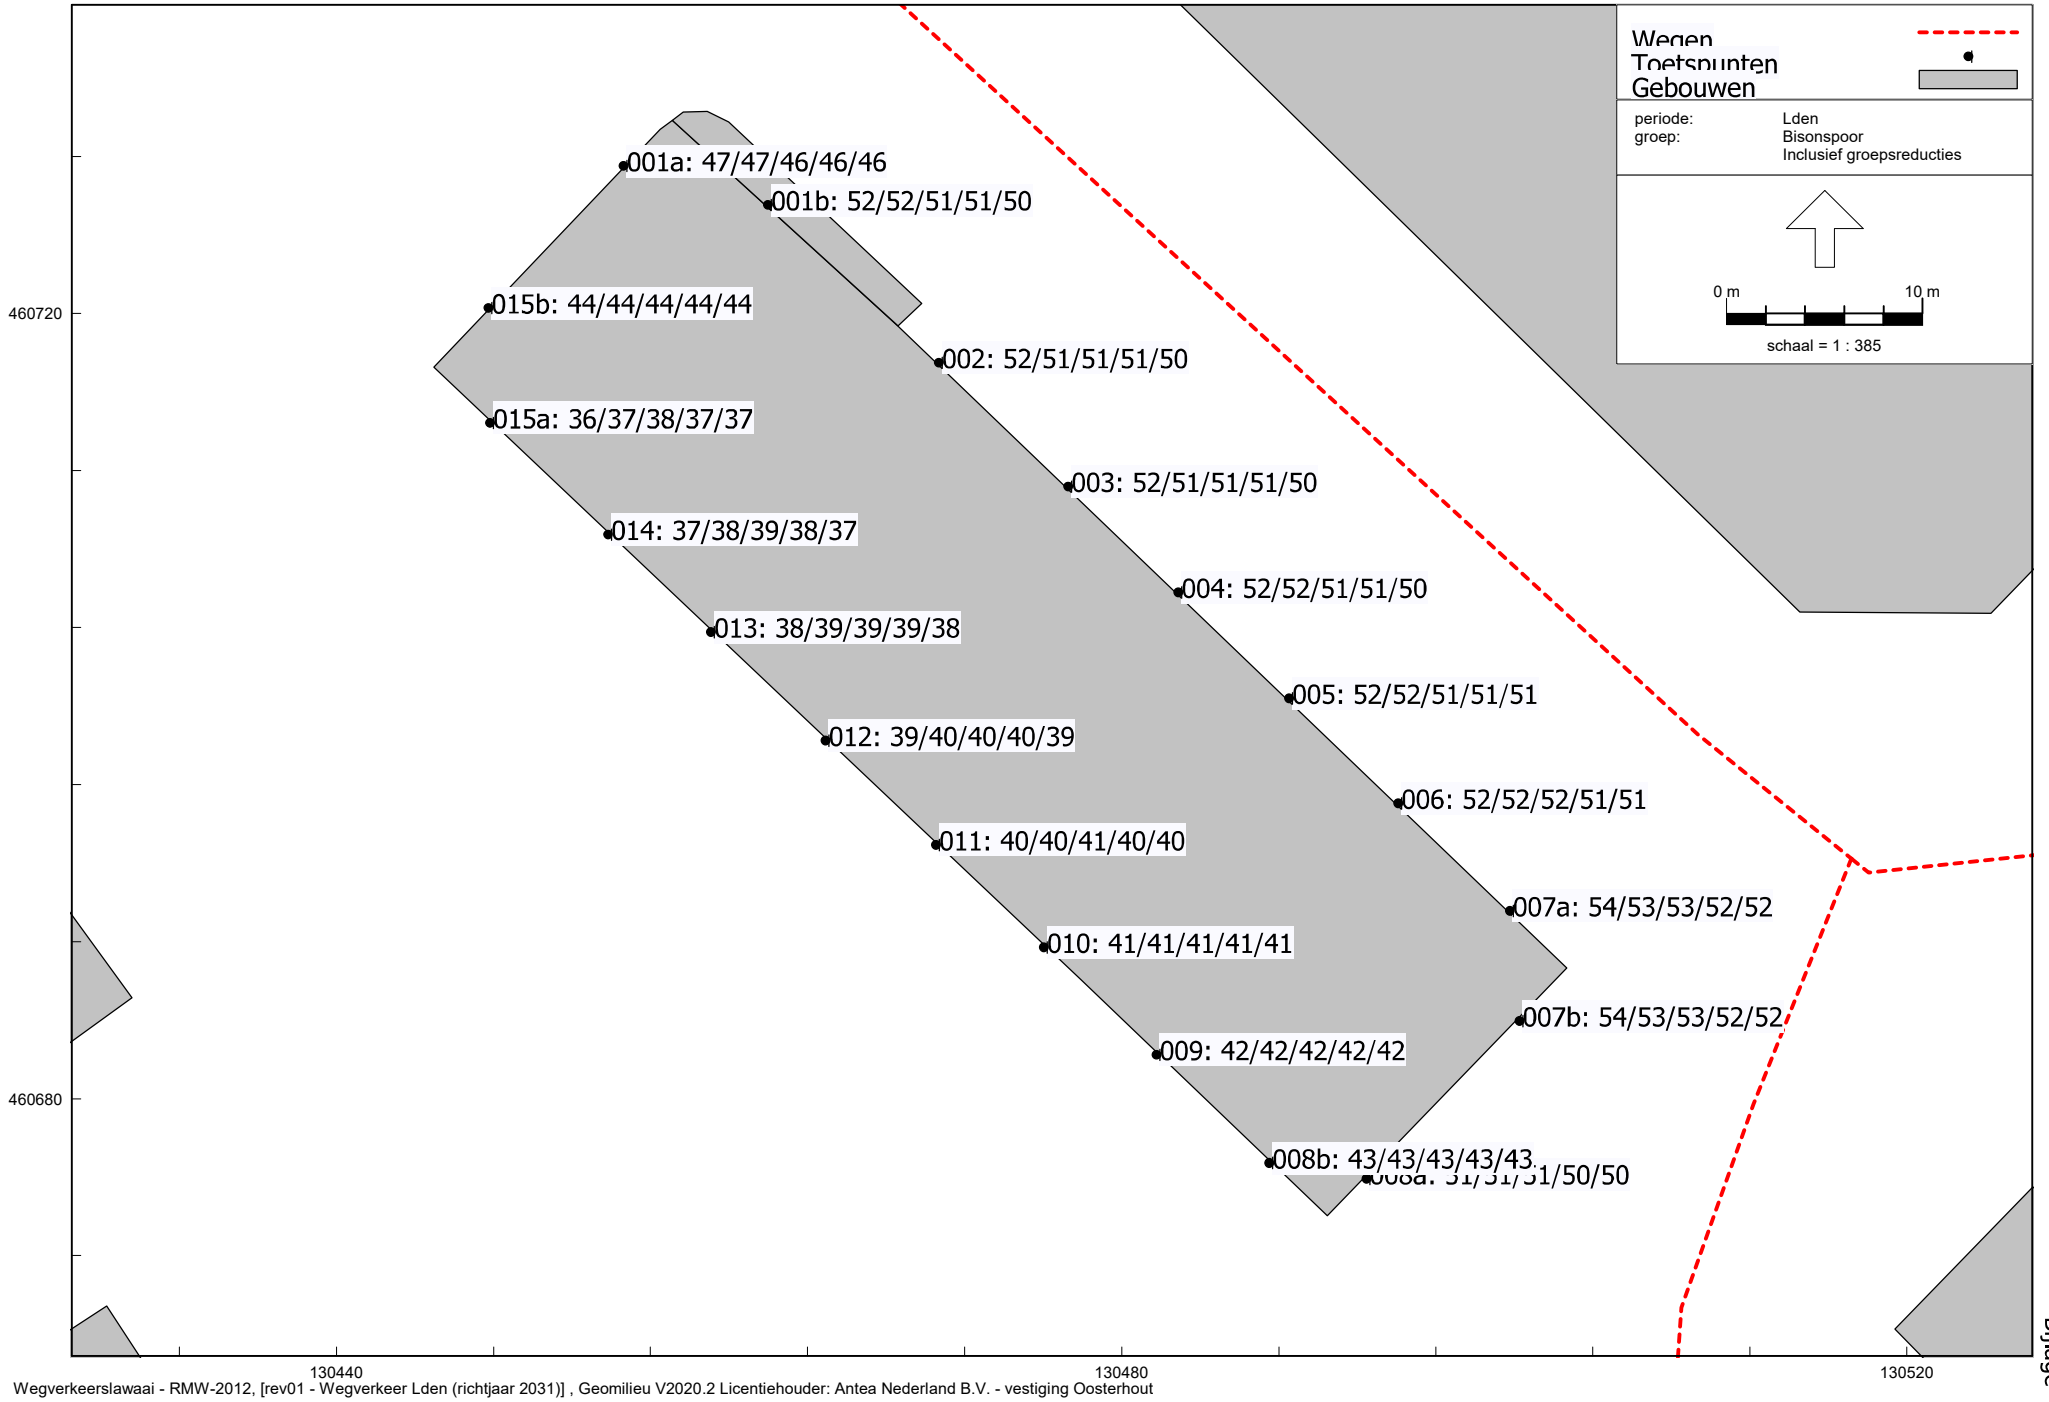 Wegen
Toetspunten
Gebouwen
periode: Lden
groep: Bisonspoor
Inclusief groepsreducties
0 m 10 m
schaal = 1 : 385
001a: 47/47/46/46/46
001b: 52/52/51/51/50
015b: 44/44/44/44/44
460720
002: 52/51/51/51/50
015a: 36/37/38/37/37
003: 52/51/51/51/50
014: 37/38/39/38/37
004: 52/52/51/51/50
013: 38/39/39/39/38
005: 52/52/51/51/51
012: 39/40/40/40/39
006: 52/52/52/51/51
011: 40/40/41/40/40
007a: 54/53/53/52/52
010: 41/41/41/41/41
007b: 54/53/53/52/52
009: 42/42/42/42/42
460680
008b: 43/43/43/43/43
008a: 51/51/51/50/50
130440 130480 130520
Wegverkeerslawaai - RMW-2012, [rev01 - Wegverkeer Lden (richtjaar 2031)] , Geomilieu V2020.2 Licentiehouder: Antea Nederland B.V. - vestiging Oosterhout
Bijlage